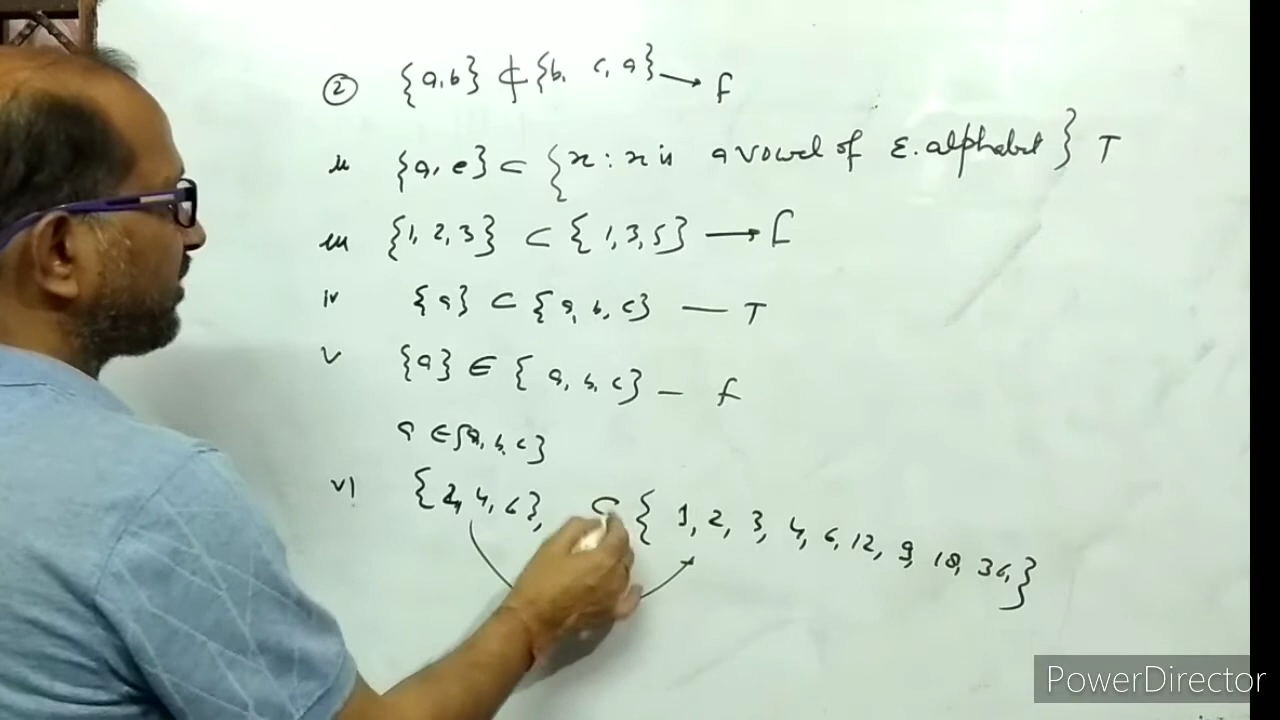 ② {a, b} ⊄ {b, c, a} → f
ii {a, e} ⊂ {x : x is a vowel of E. alphabet} T
iii {1, 2, 3} ⊂ {1, 3, 5} → f
iv {a} ⊂ {a, b, c} — T
v {a} ∈ {a, b, c} — f
a ∈ {a, b, c}
vi {2, 4, 6}, ⊂ {1, 2, 3, 4, 6, 12, 9, 18, 36,}
PowerDirector